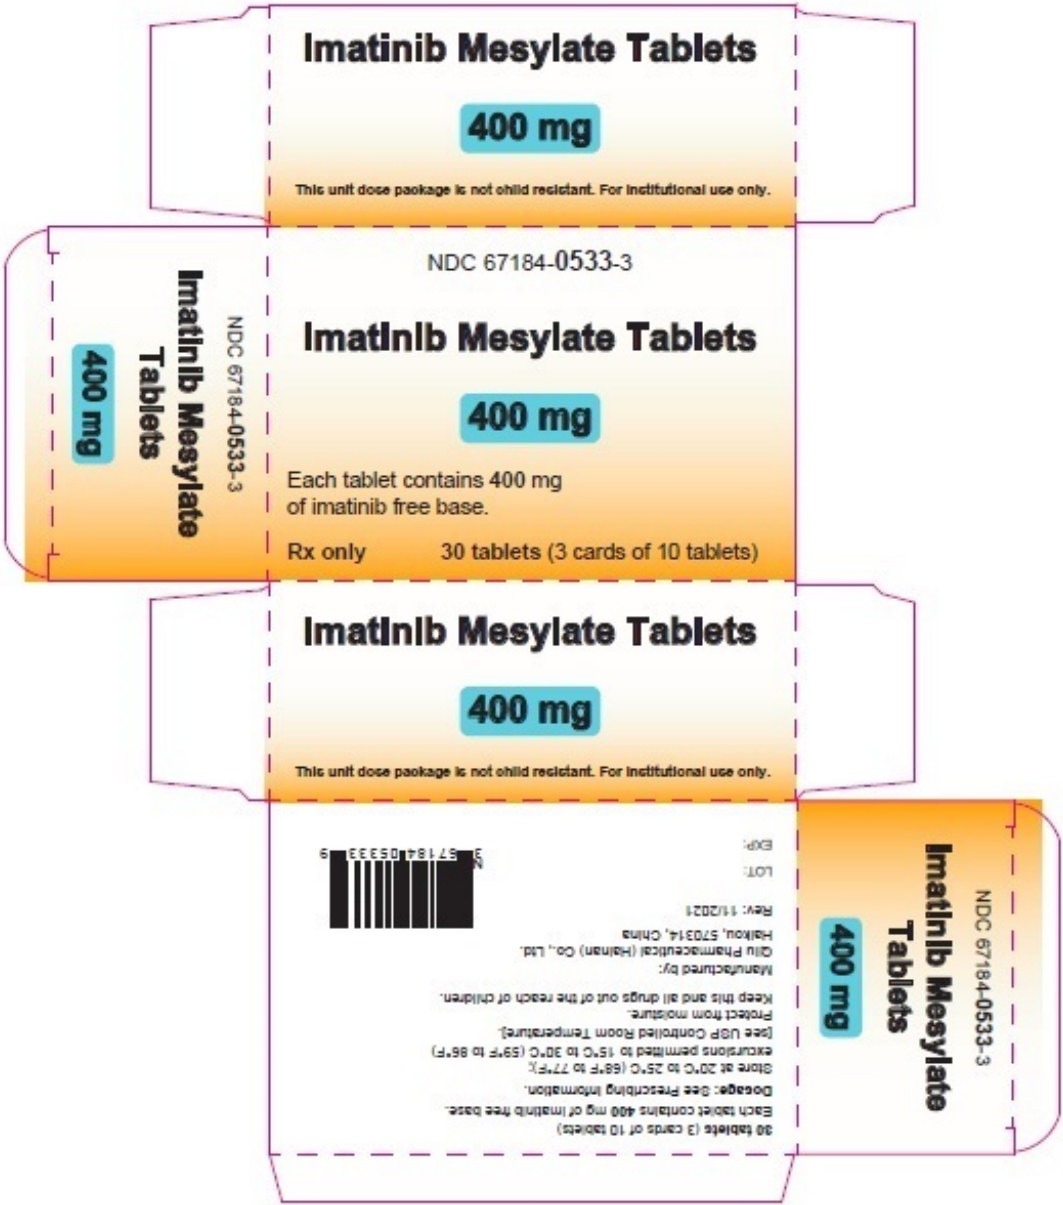 Imatinib Mesylate Tablets
400 mg
This unit dose package is not child resistant. For institutional use only.
NDC 67184-0533-3
Imatinib Mesylate
Tablets
400 mg
NDC 67184-0533-3
Imatinib Mesylate Tablets
400 mg
Each tablet contains 400 mg
of imatinib free base.
Rx only 30 tablets (3 cards of 10 tablets)
Imatinib Mesylate Tablets
400 mg
This unit dose package is not child resistant. For institutional use only.
30 tablets (3 cards of 10 tablets)
Each tablet contains 400 mg of imatinib free base.
Dosage: See Prescribing Information.
Store at 20°C to 25°C (68°F to 77°F);
excursions permitted to 15°C to 30°C (59°F to 86°F)
[see USP Controlled Room Temperature].
Protect from moisture.
Keep this and all drugs out of the reach of children.
Manufactured by:
Qilu Pharmaceutical (Hainan) Co., Ltd.
Haikou, 570314, China
Rev: 11/2021
LOT:
EXP:
N
3 67184 05333 9
NDC 67184-0533-3
Imatinib Mesylate
Tablets
400 mg